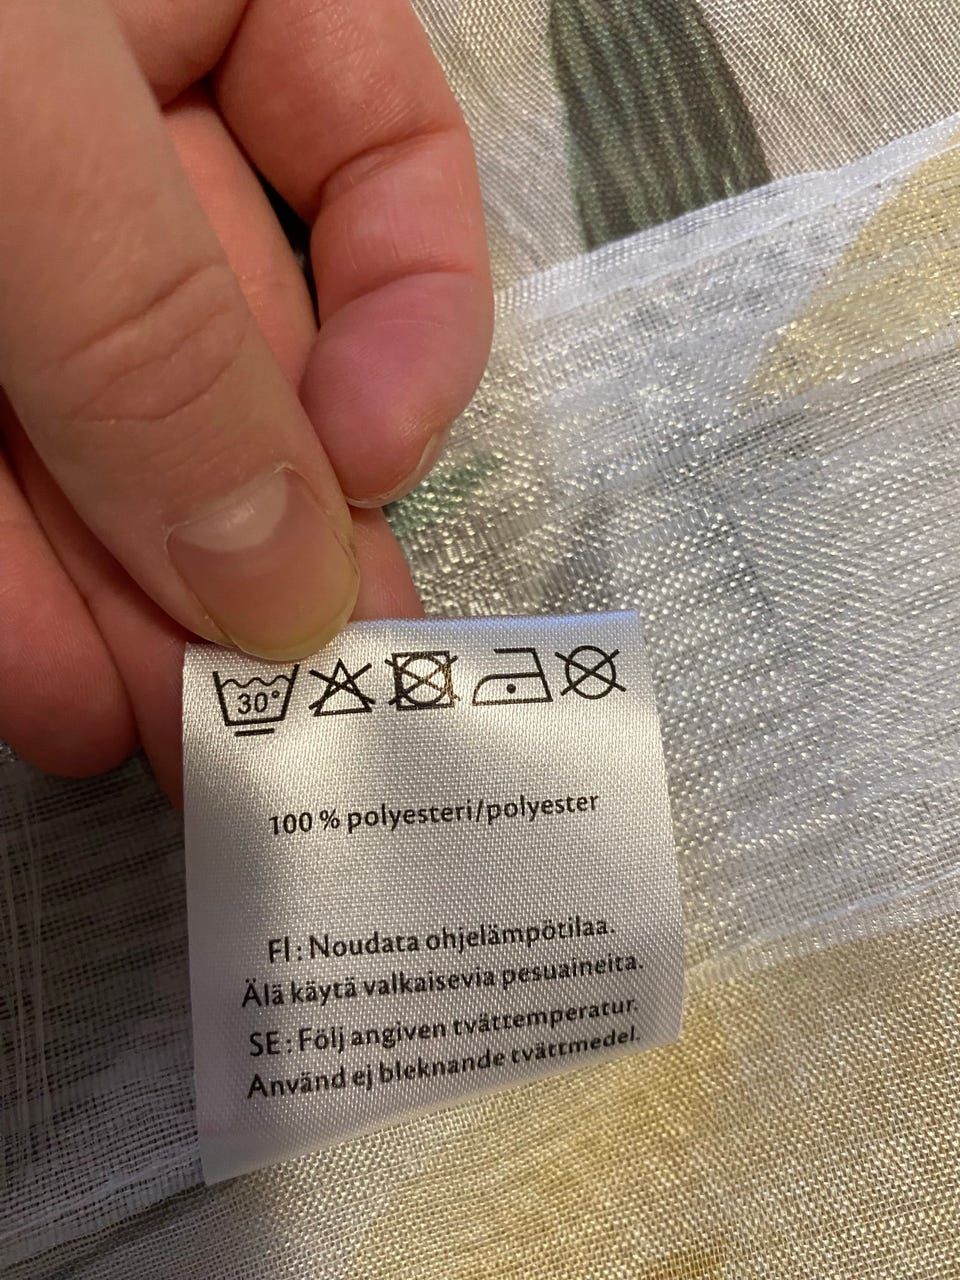 30°
100 % polyesteri/polyester
FI: Noudata ohjelämpötilaa.
Älä käytä valkaisevia pesuaineita.
SE: Följ angiven tvättemperatur.
Använd ej bleknande tvättmedel.